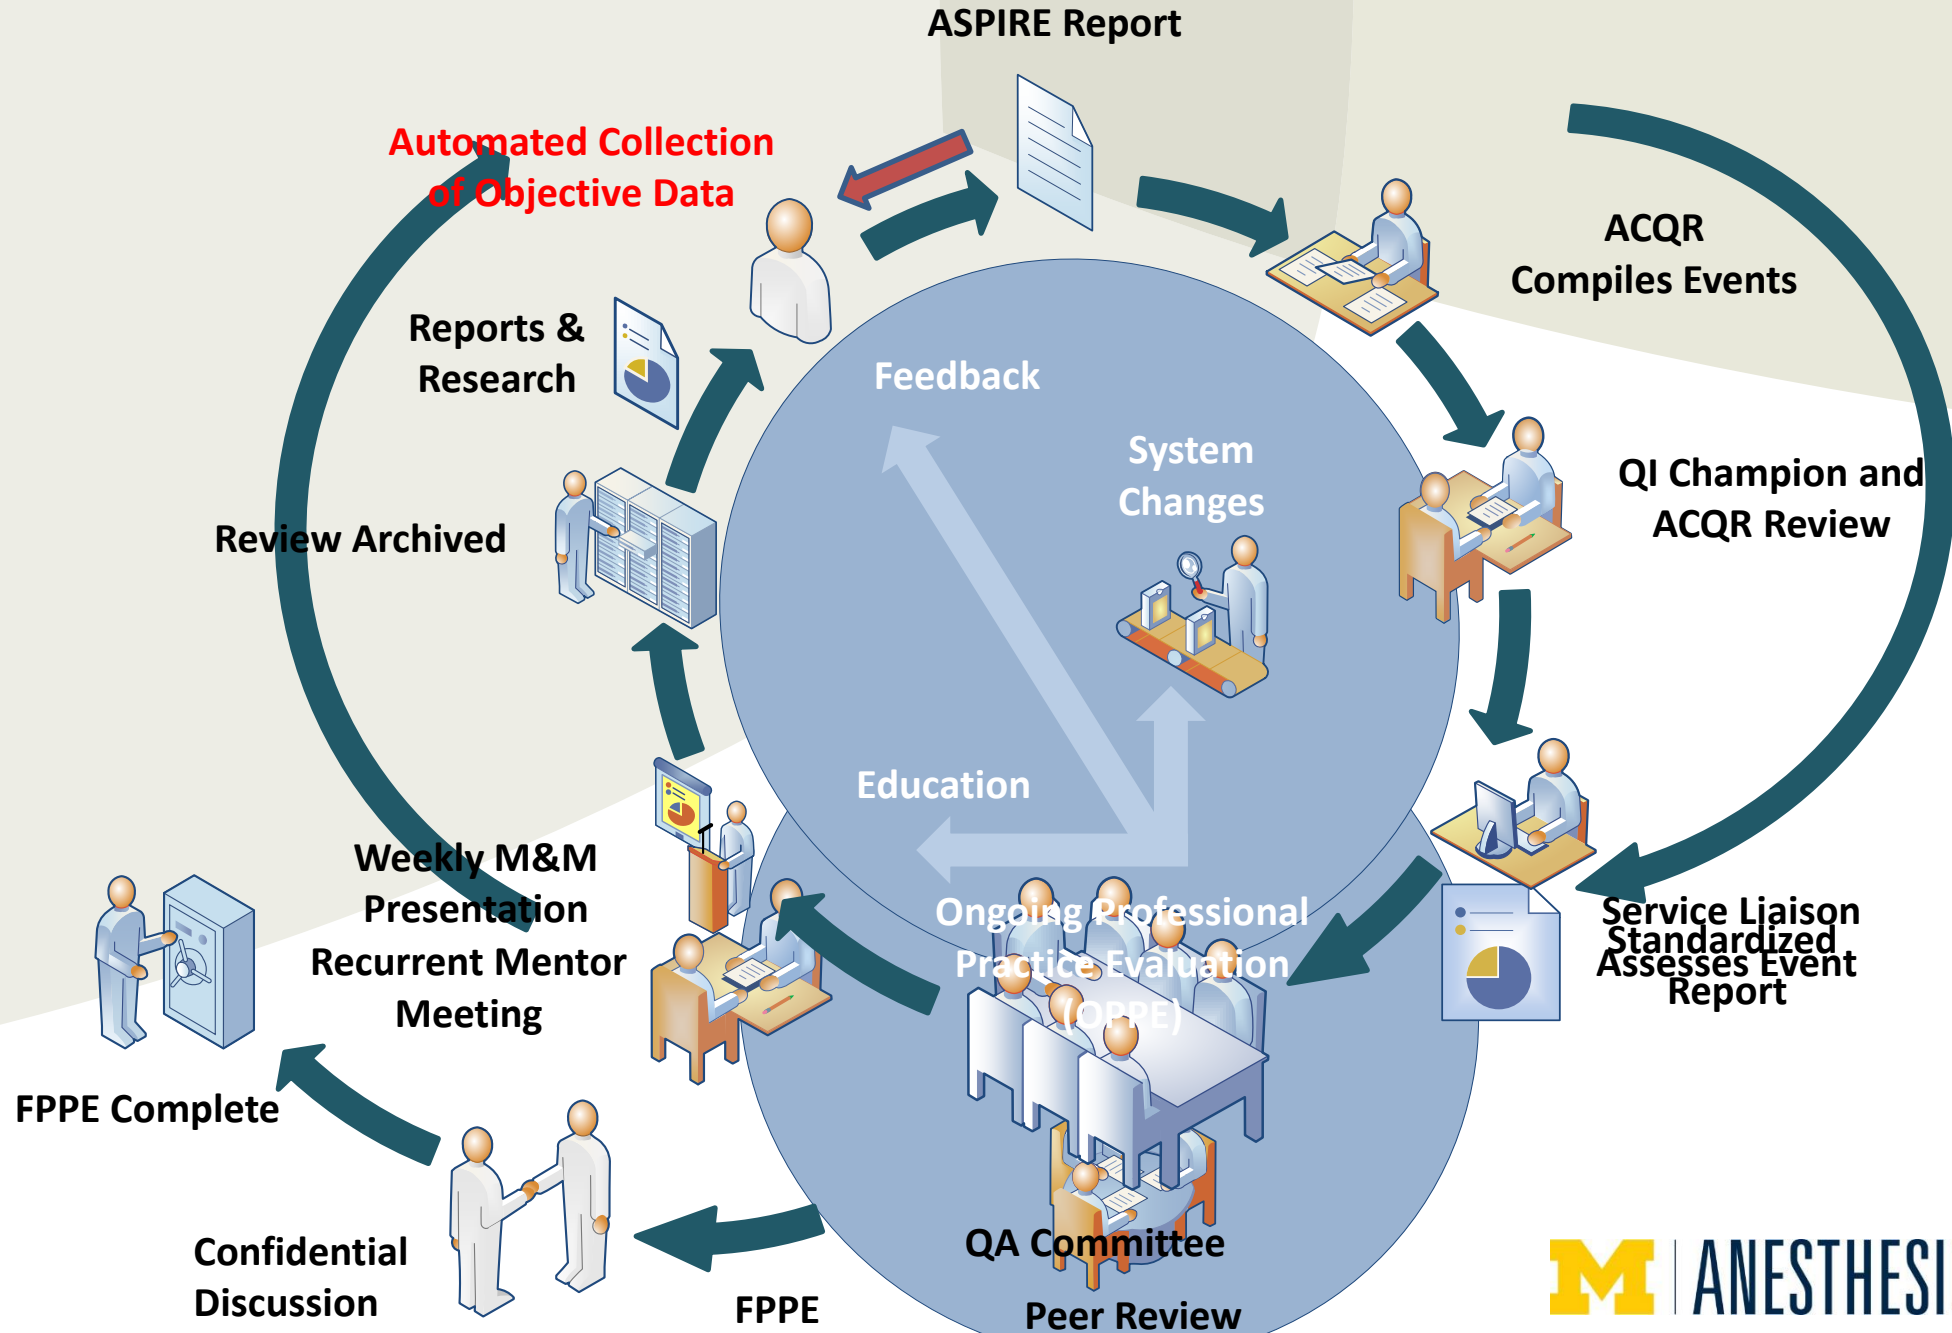 ASPIRE Report
Automated Collection
of Objective Data
ACQR
Compiles Events
Reports &
Research
Feedback
System
Changes
QI Champion and
ACQR Review
Review Archived
Education
Weekly M&M
Presentation
Recurrent Mentor
Meeting
Ongoing Professional
Practice Evaluation
(OPPE)
Service Liaison
Assesses Event
Standardized
Report
FPPE Complete
Confidential
Discussion
FPPE
QA Committee
Peer Review
M ANESTHESI